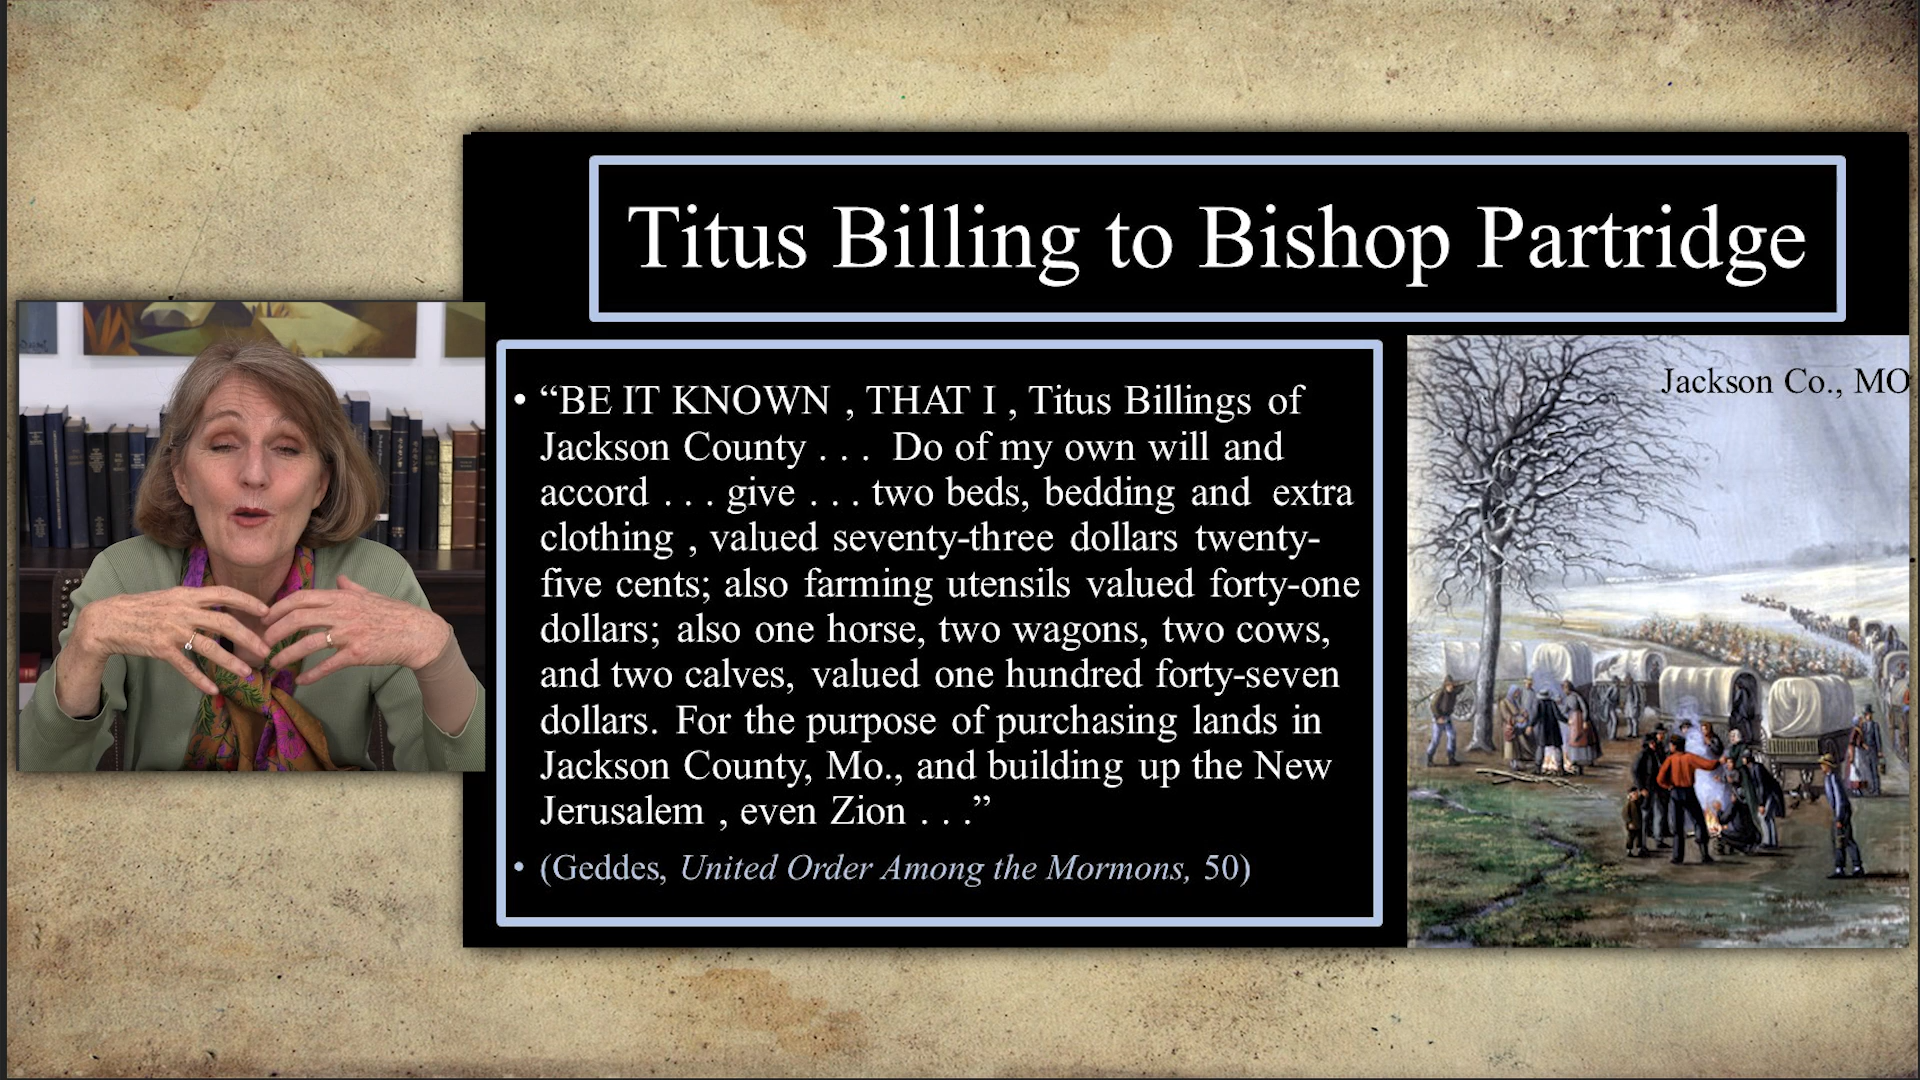 Titus Billing to Bishop Partridge
Jackson Co., MO
• “BE IT KNOWN , THAT I , Titus Billings of
Jackson County . . . Do of my own will and
accord . . . give . . . two beds, bedding and extra
clothing , valued seventy-three dollars twenty-
five cents; also farming utensils valued forty-one
dollars; also one horse, two wagons, two cows,
and two calves, valued one hundred forty-seven
dollars. For the purpose of purchasing lands in
Jackson County, Mo., and building up the New
Jerusalem , even Zion . . .”
• (Geddes, United Order Among the Mormons, 50)